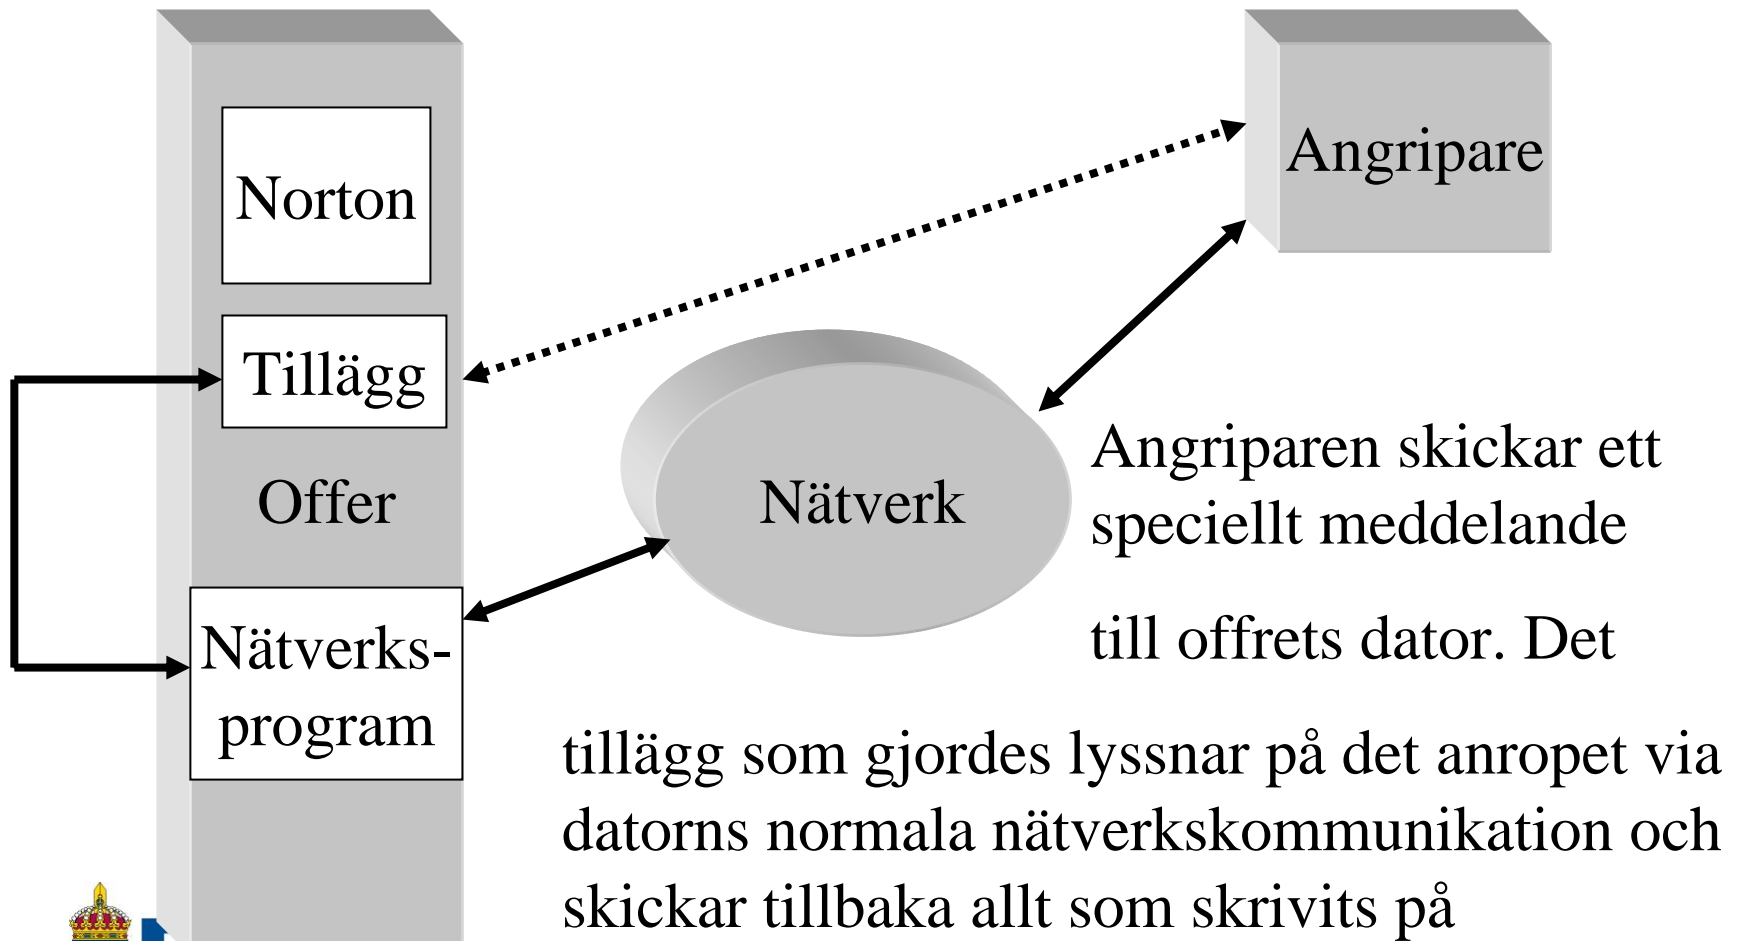 Norton
Angripare
Tillägg
Offer
Nätverk
Nätverks-
program
Angriparen skickar ett
speciellt meddelande
till offrets dator. Det
tillägg som gjordes lyssnar på det anropet via
datorns normala nätverkskommunikation och
skickar tillbaka allt som skrivits på